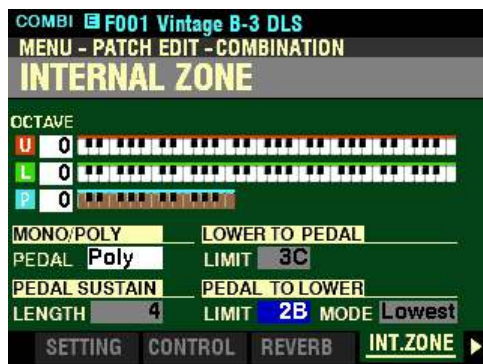 COMBI E F001 Vintage B-3 DLS
MENU - PATCH EDIT -COMBINATION
INTERNAL ZONE
OCTAVE
U 0
L 0
P 0
MONO/POLY LOWER TO PEDAL
PEDAL Poly LIMIT 3C
PEDAL SUSTAIN PEDAL TO LOWER
LENGTH 4 LIMIT 2B MODE Lowest
SETTING CONTROL REVERB INT.ZONE